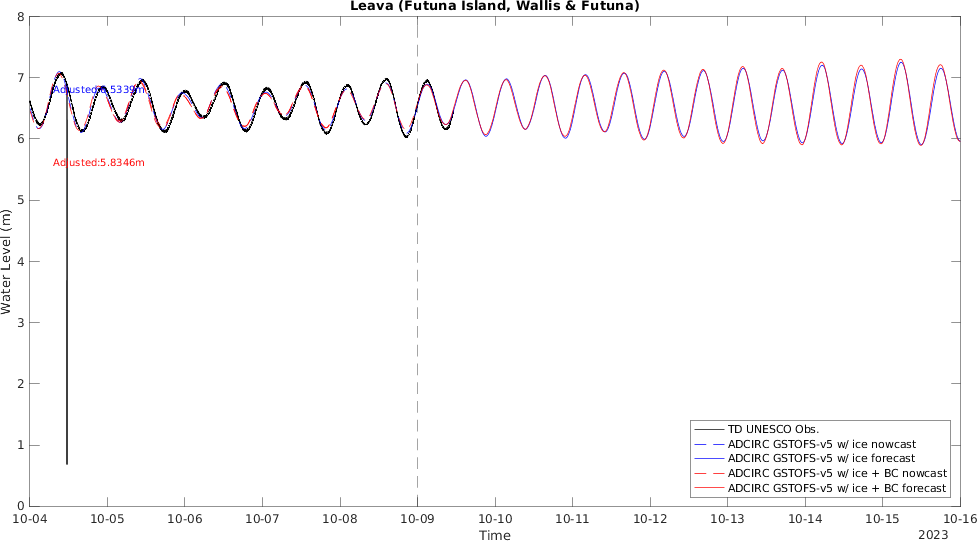 Leava (Futuna Island, Wallis & Futuna)
8
7
6
5
4
3
2
1
0
Water Level (m)
Adjusted:5.8346m
TD UNESCO Obs.
ADCIRC GSTOFS-v5 w/ ice nowcast
ADCIRC GSTOFS-v5 w/ ice forecast
ADCIRC GSTOFS-v5 w/ ice + BC nowcast
ADCIRC GSTOFS-v5 w/ ice + BC forecast
10-04 10-05 10-06 10-07 10-08 10-09 10-10 10-11 10-12 10-13 10-14 10-15 10-16
Time
2023